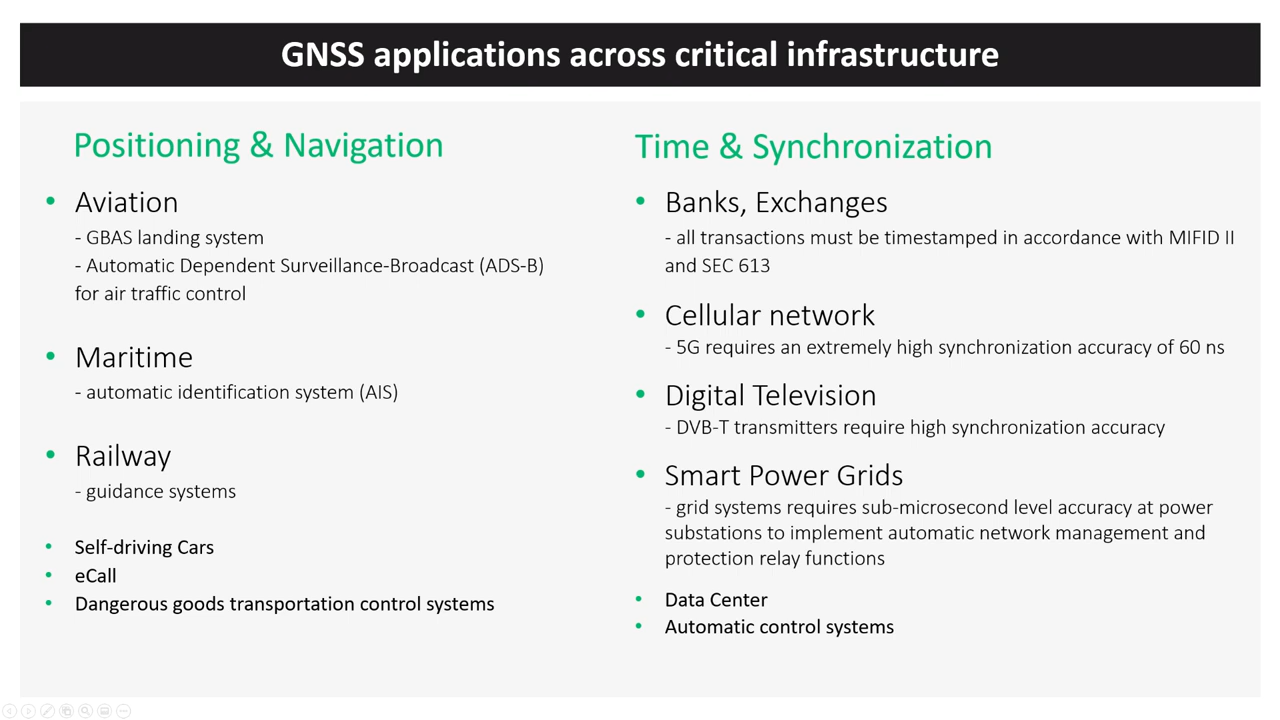 GNSS applications across critical infrastructure
Positioning & Navigation
• Aviation
- GBAS landing system
- Automatic Dependent Surveillance-Broadcast (ADS-B)
for air traffic control
• Maritime
- automatic identification system (AIS)
• Railway
- guidance systems
• Self-driving Cars
• eCall
• Dangerous goods transportation control systems
Time & Synchronization
• Banks, Exchanges
- all transactions must be timestamped in accordance with MIFID II
and SEC 613
• Cellular network
- 5G requires an extremely high synchronization accuracy of 60 ns
• Digital Television
- DVB-T transmitters require high synchronization accuracy
• Smart Power Grids
- grid systems requires sub-microsecond level accuracy at power
substations to implement automatic network management and
protection relay functions
• Data Center
• Automatic control systems